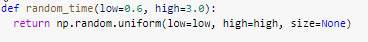 def random_time(low=0.6, high=3.0):
  return np.random.uniform(low=low, high=high, size=None)